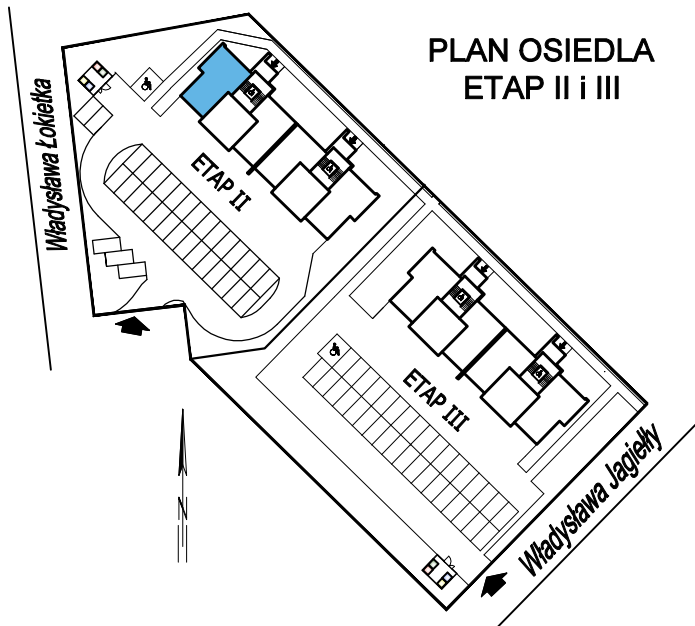 PLAN OSIEDLA
ETAP II i III
Władysława Łokietka
ETAP II
ETAP III
Władysława Jagiełły
N